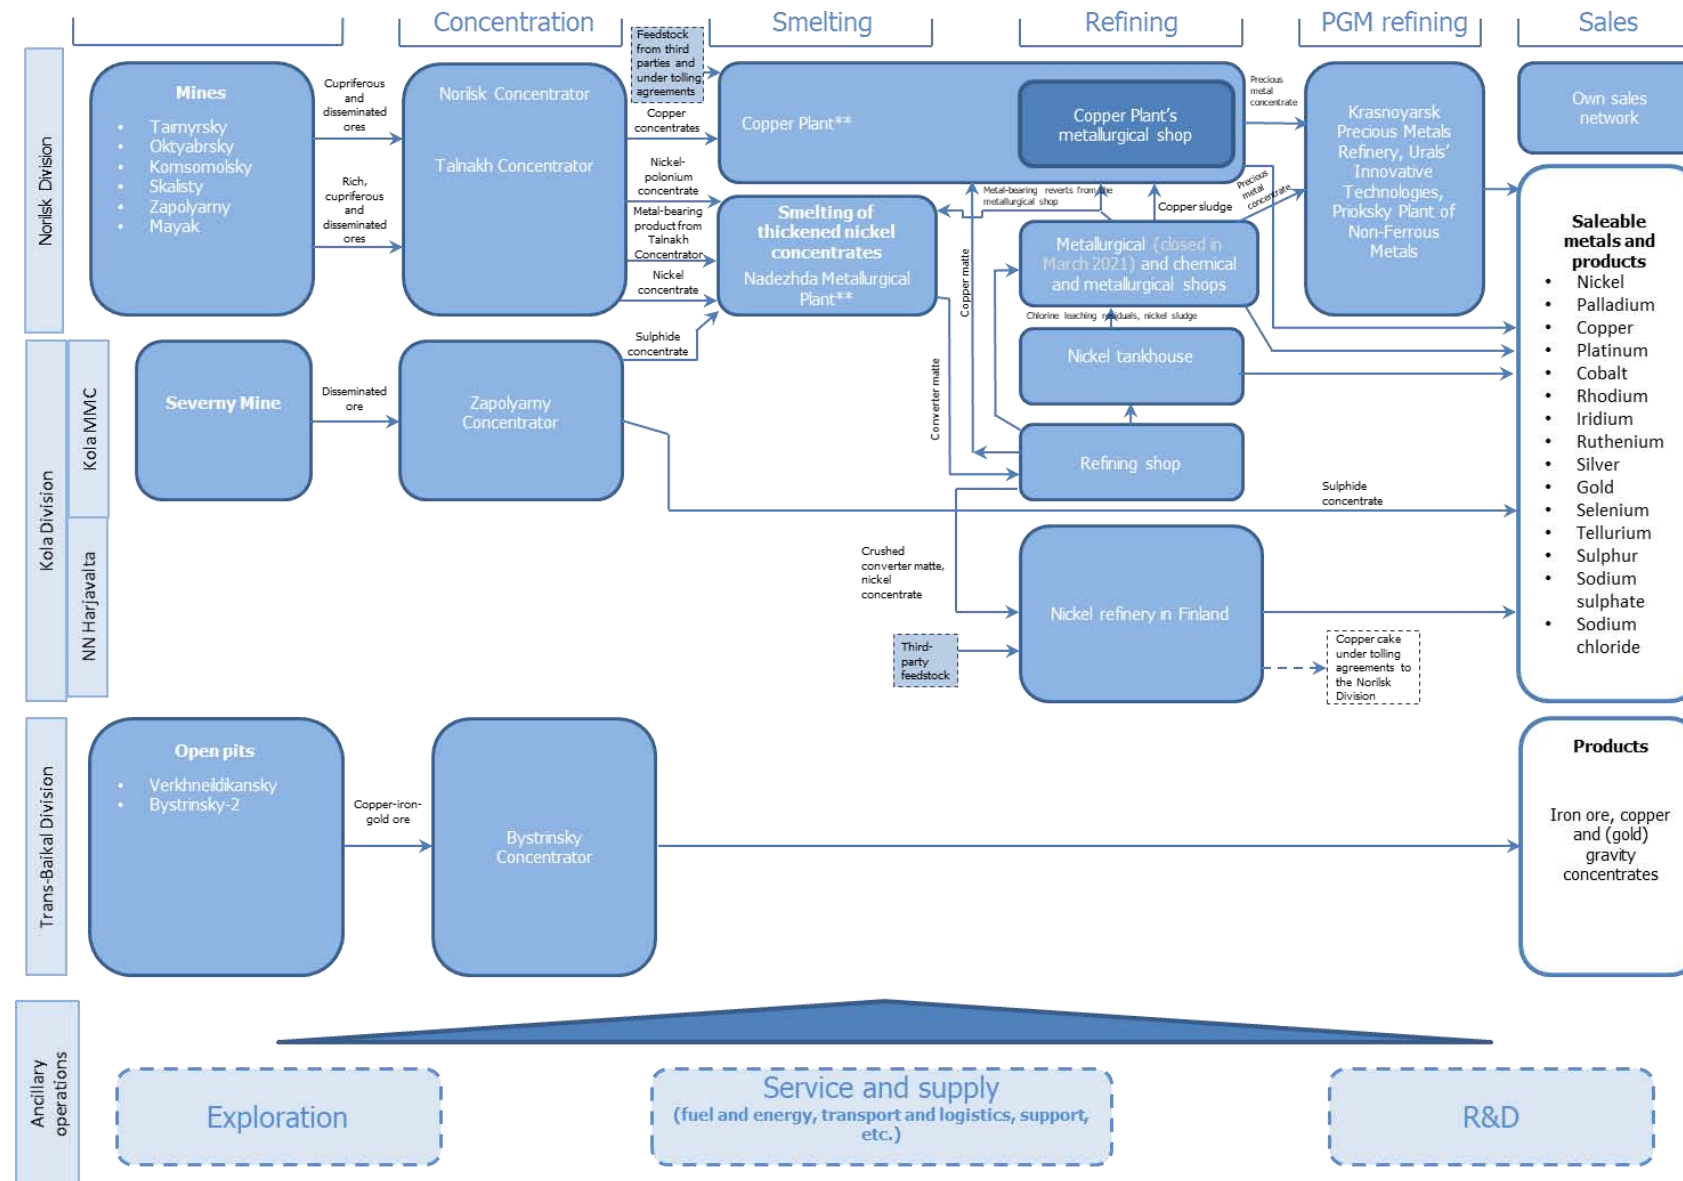 Concentration
Smelting
Refining
PGM refining
Sales
Norilsk Division
Mines
• Taimyrsky
• Oktyabrsky
• Komsomolsky
• Skalisty
• Zapolyarny
• Mayak
Cupriferous
and
disseminated
ores
Rich,
cupriferous
and
disseminated
ores
Norilsk Concentrator
Talnakh Concentrator
Feedstock
from third
parties and
under tolling
agreements
Copper
concentrates
Nickel-
polonium
concentrate
Metal-bearing
product from
Talnakh
Concentrator
Nickel
concentrate
Sulphide
concentrate
Copper Plant**
Copper Plant's
metallurgical shop
Smelting of
thickened nickel
concentrates
Nadezhda Metallurgical
Plant**
Metal-bearing reverts from the
metallurgical shop
Copper sludge
Precious
metal
concentrate
Precious
metal
concentrate
Metallurgical (closed in
March 2021) and chemical
and metallurgical shops
Chlorine leaching residuals, nickel sludge
Nickel tankhouse
Refining shop
Copper matte
Converter matte
Krasnoyarsk
Precious Metals
Refinery, Urals'
Innovative
Technologies,
Prioksky Plant of
Non-Ferrous
Metals
Own sales
network
Saleable
metals and
products
• Nickel
• Palladium
• Copper
• Platinum
• Cobalt
• Rhodium
• Iridium
• Ruthenium
• Silver
• Gold
• Selenium
• Tellurium
• Sulphur
• Sodium
sulphate
• Sodium
chloride
Kola Division
Kola MMC
NN Harjavalta
Severny Mine
Disseminated
ore
Zapolyarny
Concentrator
Sulphide
concentrate
Crushed
converter matte,
nickel
concentrate
Third-
party
feedstock
Nickel refinery in Finland
Copper cake
under tolling
agreements to
the Norilsk
Division
Trans-Baikal Division
Open pits
• Verkhneildikansky
• Bystrinsky-2
Copper-iron-
gold ore
Bystrinsky
Concentrator
Products
Iron ore, copper
and (gold)
gravity
concentrates
Ancillary
operations
Exploration
Service and supply
(fuel and energy, transport and logistics, support,
etc.)
R&D